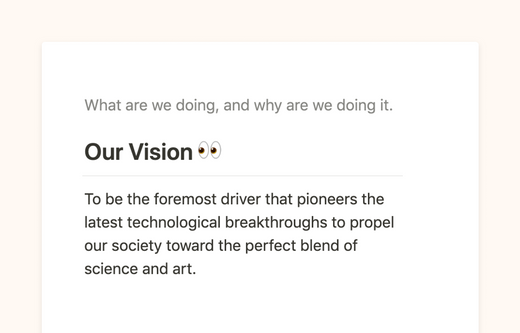 What are we doing, and why are we doing it.
Our Vision 👀
To be the foremost driver that pioneers the
latest technological breakthroughs to propel
our society toward the perfect blend of
science and art.